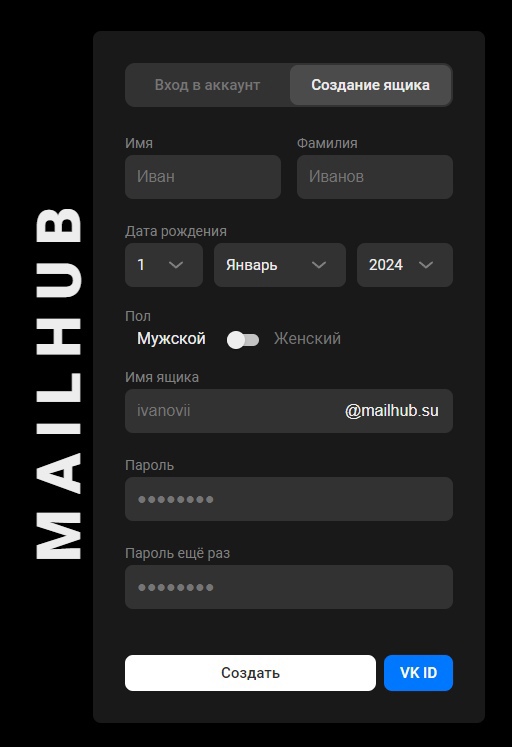 MAILHUB
Вход в аккаунт Создание ящика
Имя Фамилия
Иван Иванов
Дата рождения
1 Январь 2024
Пол
Мужской Женский
Имя ящика
ivanovii @mailhub.su
Пароль
●●●●●●●●
Пароль ещё раз
●●●●●●●●
Создать VK ID